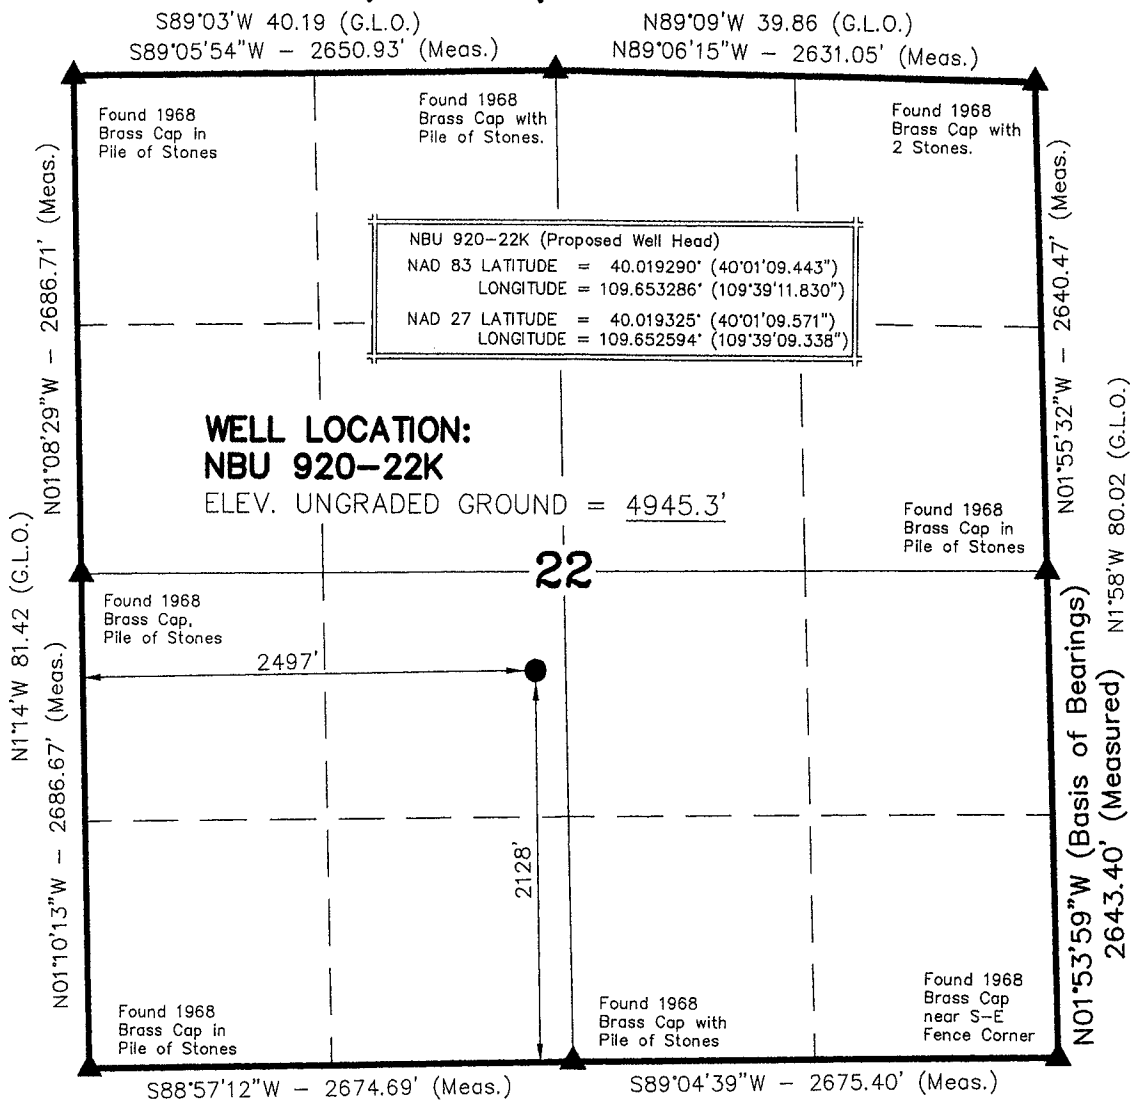 S89°03'W 40.19 (G.L.O.)
S89°05'54"W – 2650.93' (Meas.)
N89°09'W 39.86 (G.L.O.)
N89°06'15"W – 2631.05' (Meas.)
Found 1968
Brass Cap in
Pile of Stones
Found 1968
Brass Cap with
Pile of Stones.
Found 1968
Brass Cap with
2 Stones.
N01°08'29"W – 2686.71' (Meas.)
NBU 920–22K (Proposed Well Head)
NAD 83 LATITUDE = 40.019290° (40°01'09.443")
LONGITUDE = 109.653286° (109°39'11.830")
NAD 27 LATITUDE = 40.019325° (40°01'09.571")
LONGITUDE = 109.652594° (109°39'09.338")
N01°55'32"W – 2640.47' (Meas.)
WELL LOCATION:
NBU 920–22K
ELEV. UNGRADED GROUND = 4945.3'
Found 1968
Brass Cap in
Pile of Stones
N1°14'W 81.42 (G.L.O.)
N1°58'W 80.02 (G.L.O.)
22
Found 1968
Brass Cap,
Pile of Stones
2497'
2128'
N01°10'13"W – 2686.67' (Meas.)
N01°53'59"W (Basis of Bearings)
2643.40' (Measured)
Found 1968
Brass Cap in
Pile of Stones
Found 1968
Brass Cap with
Pile of Stones
Found 1968
Brass Cap
near S–E
Fence Corner
S88°57'12"W – 2674.69' (Meas.)
S89°04'39"W – 2675.40' (Meas.)